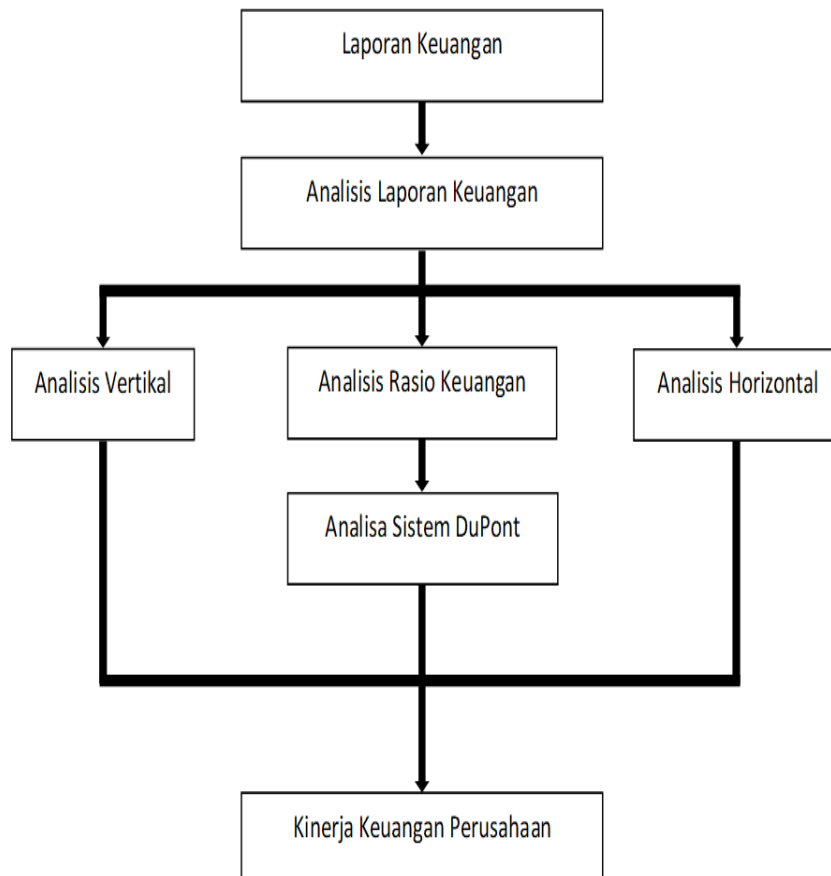 Laporan Keuangan
Analisis Laporan Keuangan
Analisis Vertikal
Analisis Rasio Keuangan
Analisis Horizontal
Analisa Sistem DuPont
Kinerja Keuangan Perusahaan